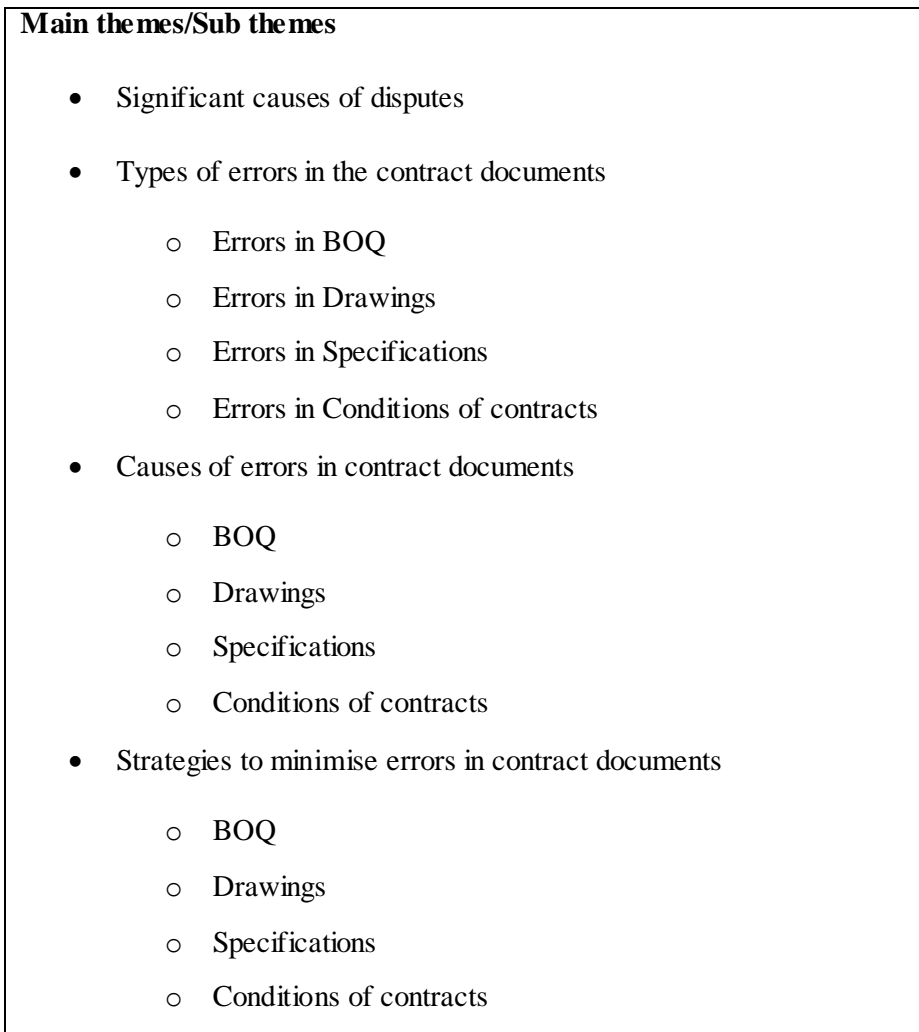 Main themes/Sub themes
• Significant causes of disputes
• Types of errors in the contract documents
o Errors in BOQ
o Errors in Drawings
o Errors in Specifications
o Errors in Conditions of contracts
• Causes of errors in contract documents
o BOQ
o Drawings
o Specifications
o Conditions of contracts
• Strategies to minimise errors in contract documents
o BOQ
o Drawings
o Specifications
o Conditions of contracts